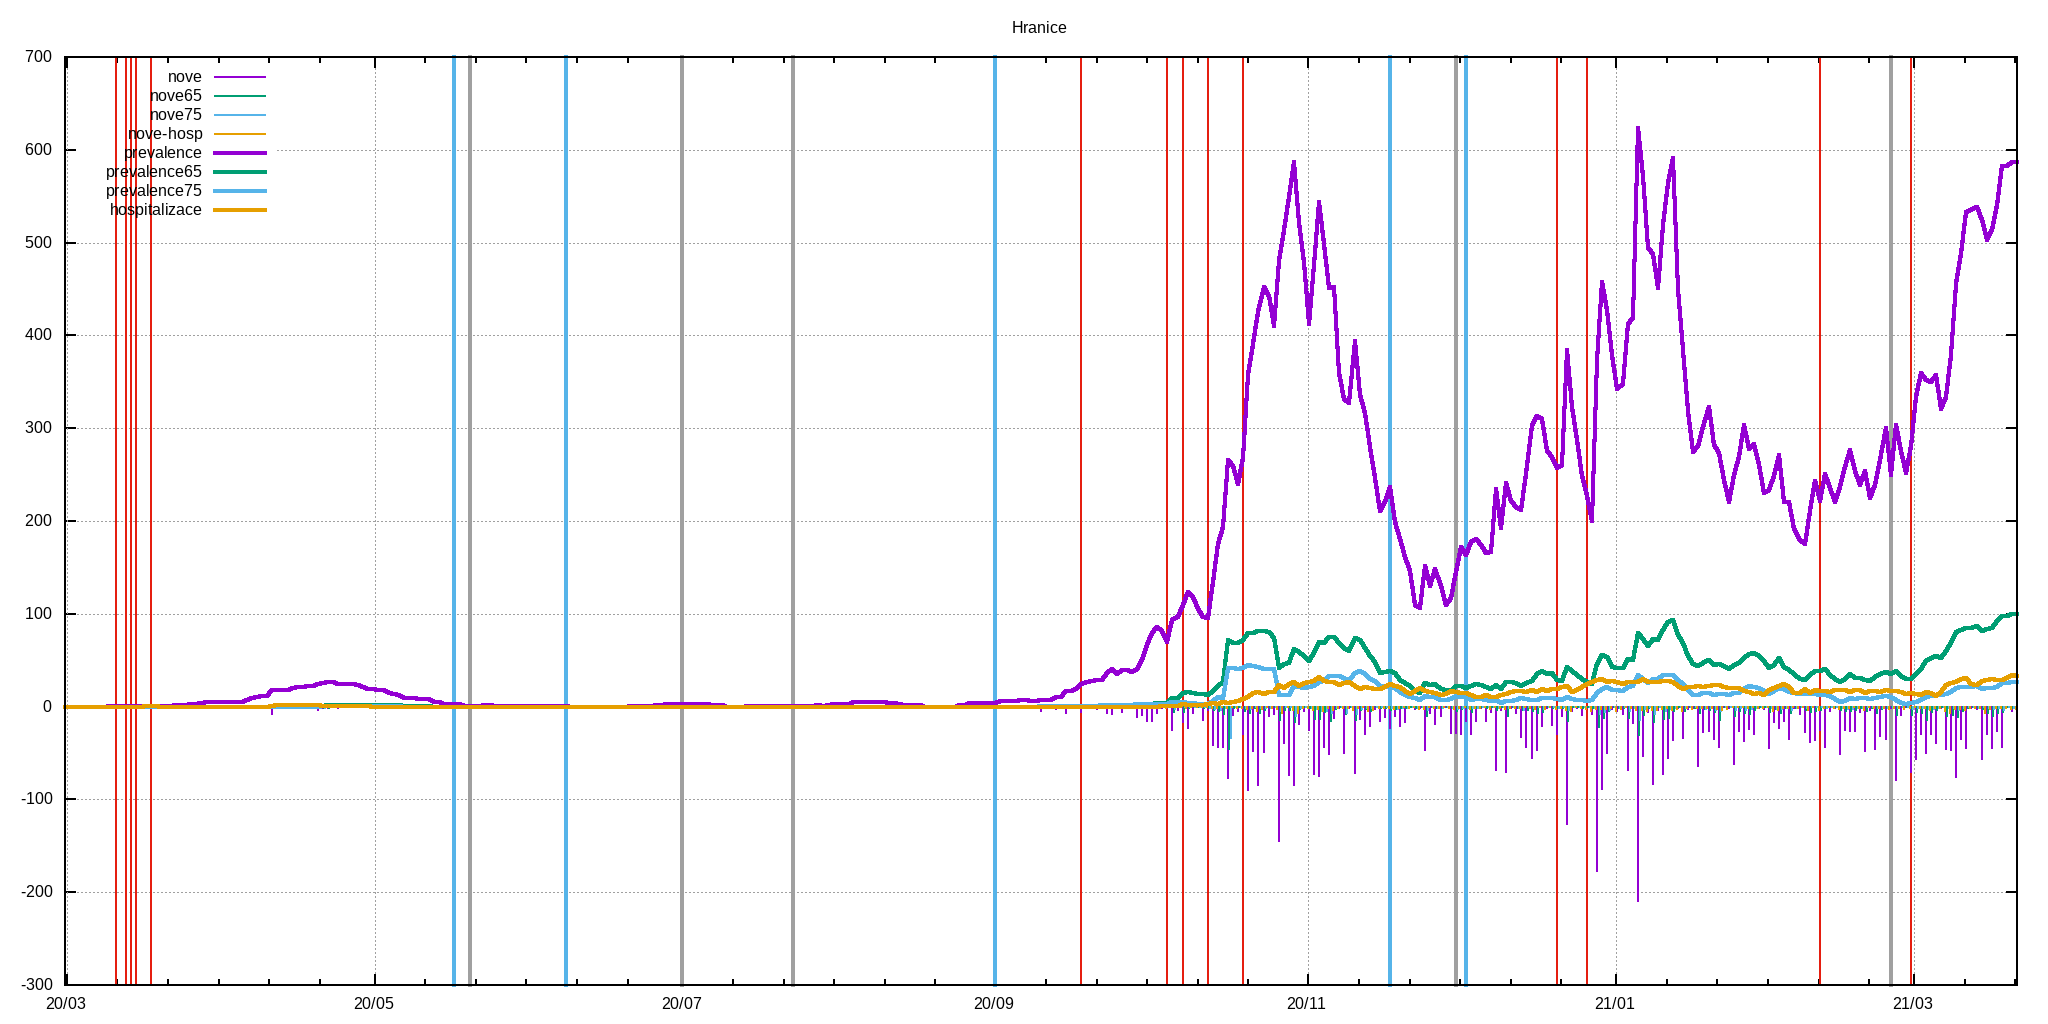 Hranice
700
600
500
400
300
200
100
0
-100
-200
-300
nove
nove65
nove75
nove-hosp
prevalence
prevalence65
prevalence75
hospitalizace
20/03 20/05 20/07 20/09 20/11 21/01 21/03